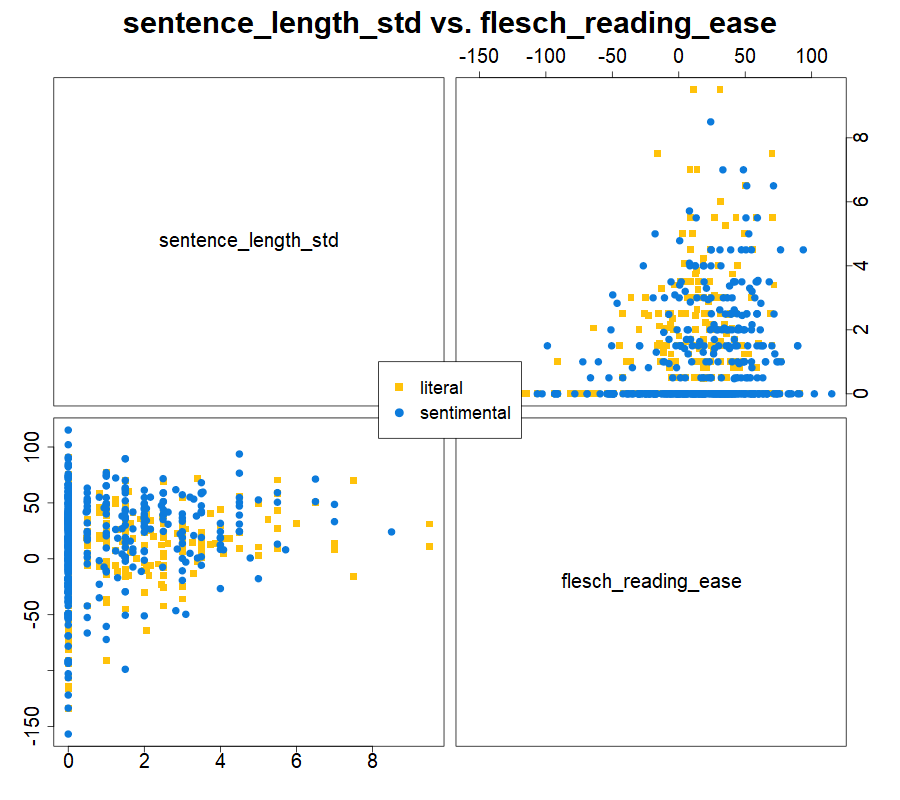 sentence_length_std vs. flesch_reading_ease
-150 -100 -50 0 50 100
sentence_length_std
8
6
4
2
0
literal
sentimental
100
50
0
-50
-150
flesch_reading_ease
0 2 4 6 8